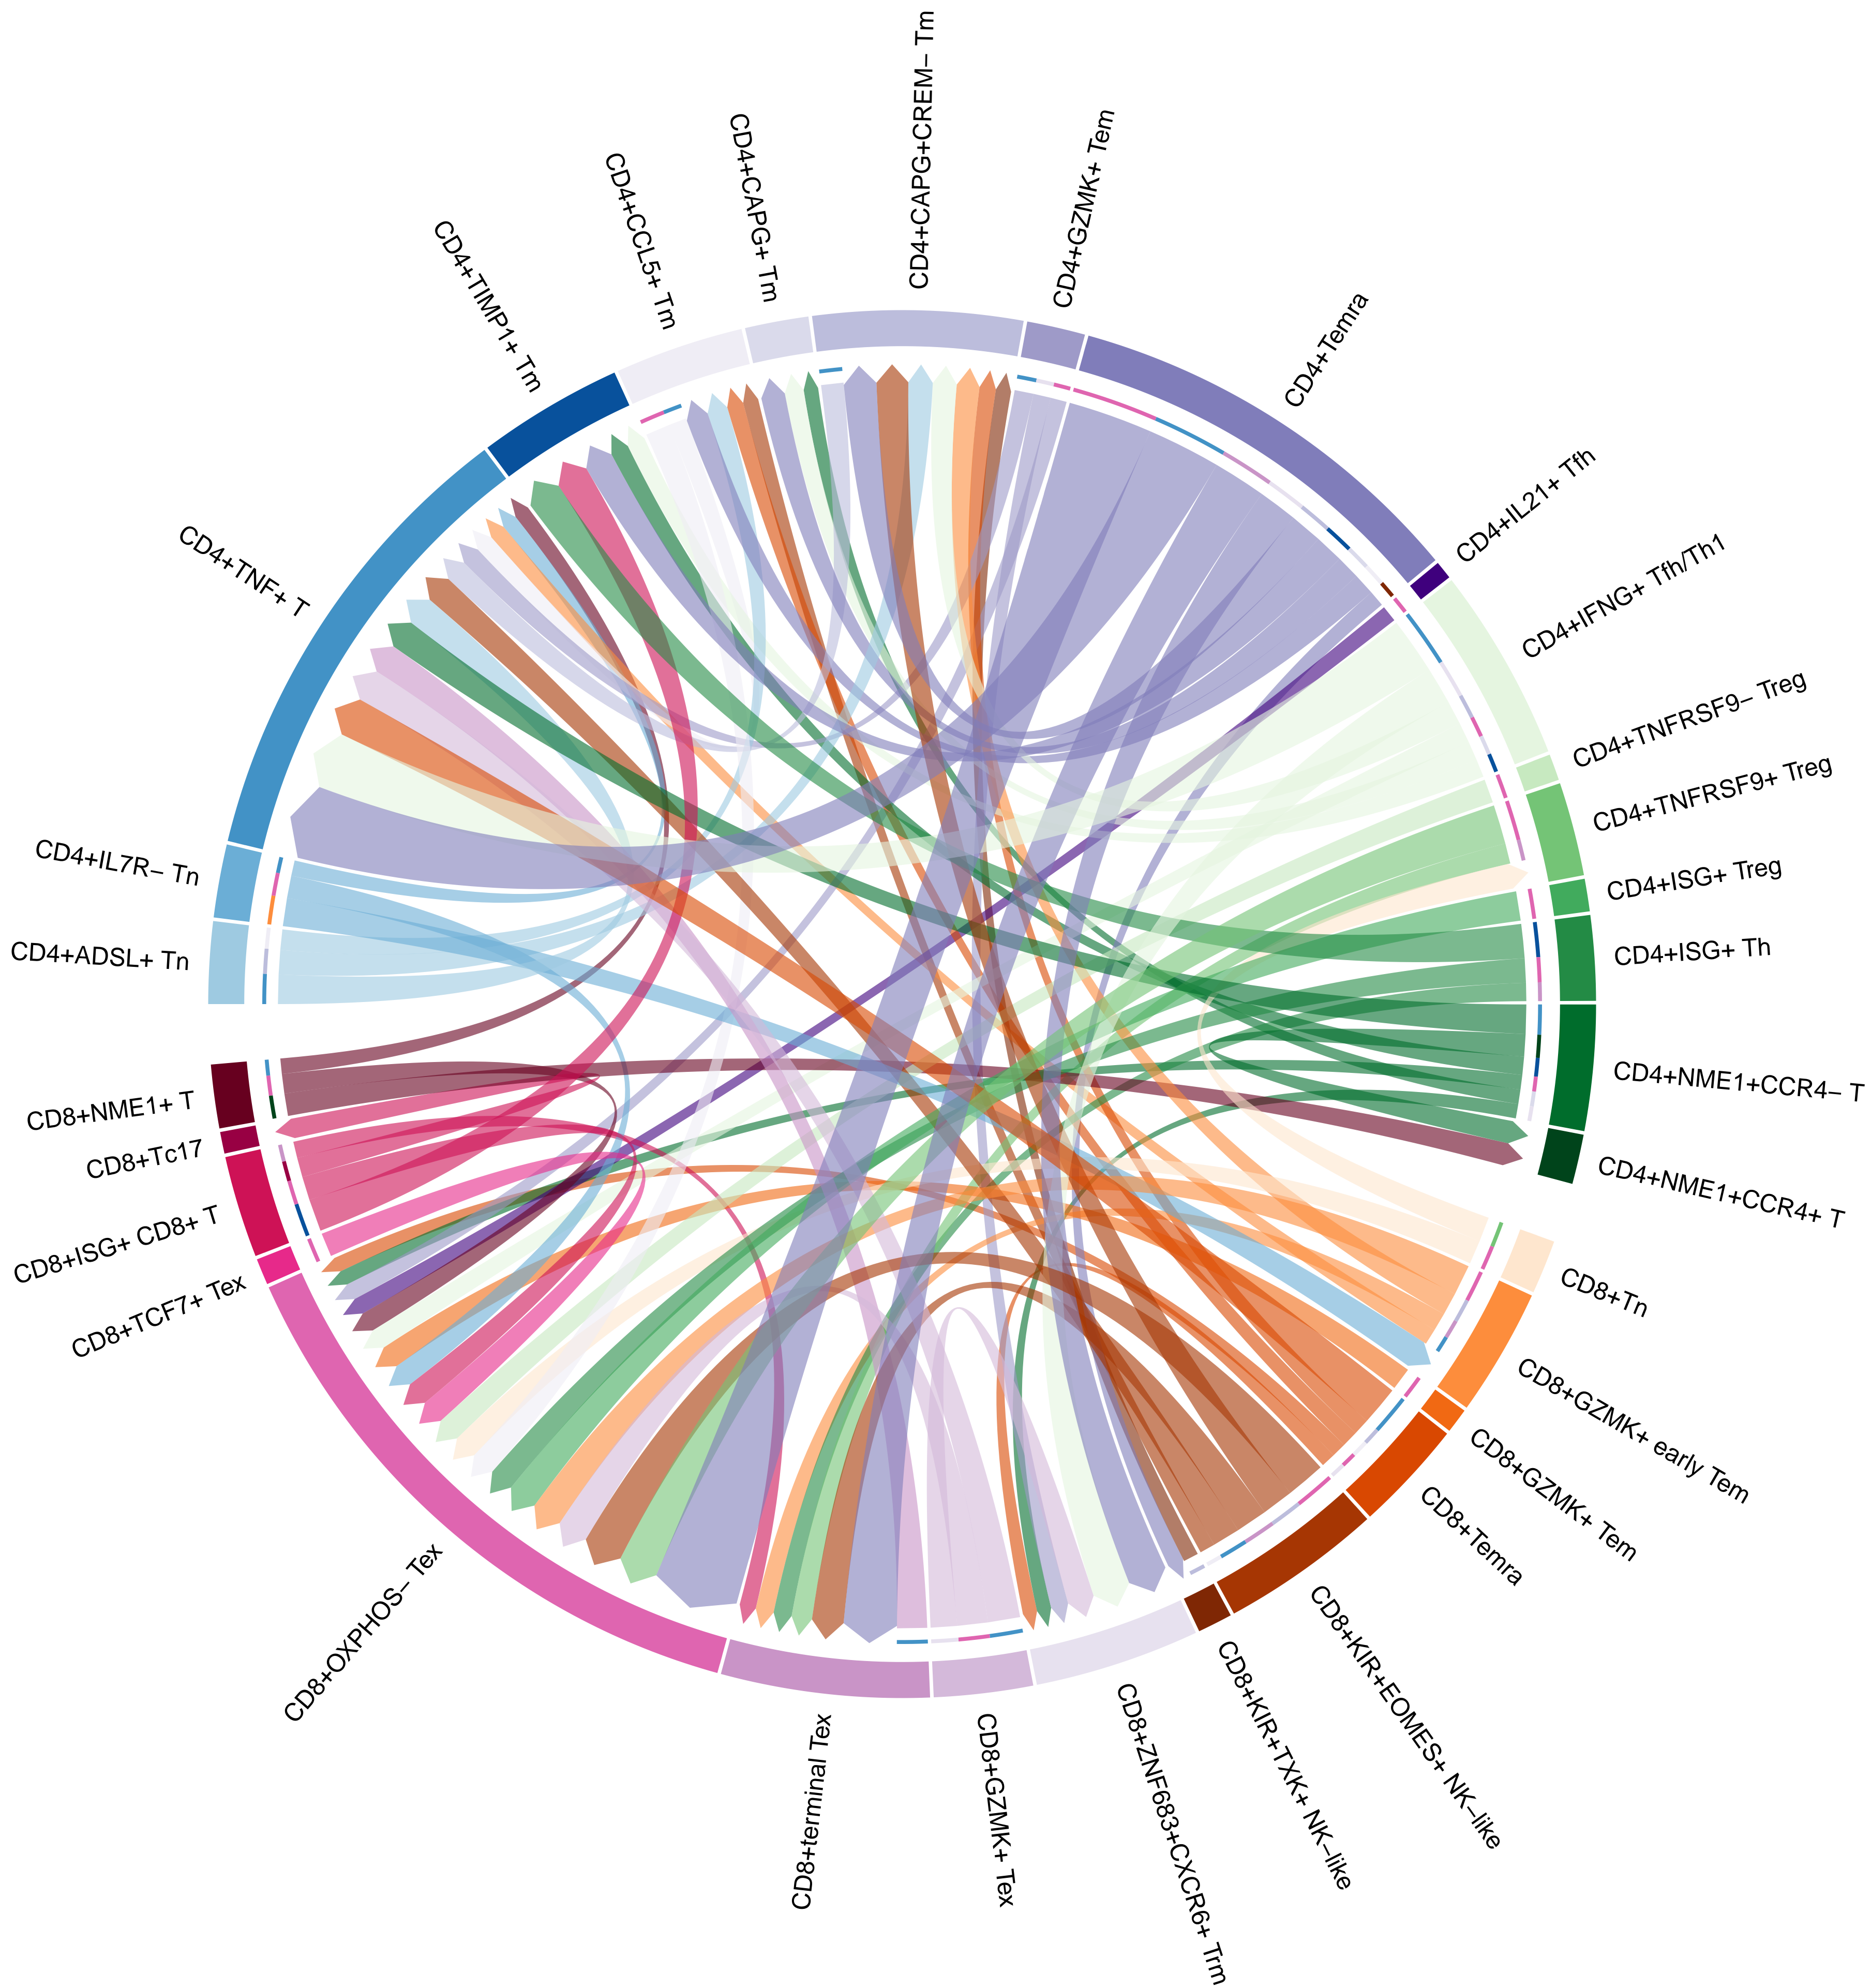 CD4+CAPG+CREM– Tm
CD4+GZMK+ Tem
CD4+Temra
CD4+IL21+ Tfh
CD4+IFNG+ Tfh/Th1
CD4+TNFRSF9– Treg
CD4+TNFRSF9+ Treg
CD4+ISG+ Treg
CD4+ISG+ Th
CD4+NME1+CCR4– T
CD4+NME1+CCR4+ T
CD8+Tn
CD8+GZMK+ early Tem
CD8+GZMK+ Tem
CD8+Temra
CD8+KIR+EOMES+ NK–like
CD8+KIR+TXK+ NK–like
CD8+ZNF683+CXCR6+ Trm
CD8+GZMK+ Tex
CD8+terminal Tex
CD8+OXPHOS– Tex
CD8+TCF7+ Tex
CD8+ISG+ CD8+ T
CD8+Tc17
CD8+NME1+ T
CD4+ADSL+ Tn
CD4+IL7R– Tn
CD4+TNF+ T
CD4+TIMP1+ Tm
CD4+CCL5+ Tm
CD4+CAPG+ Tm